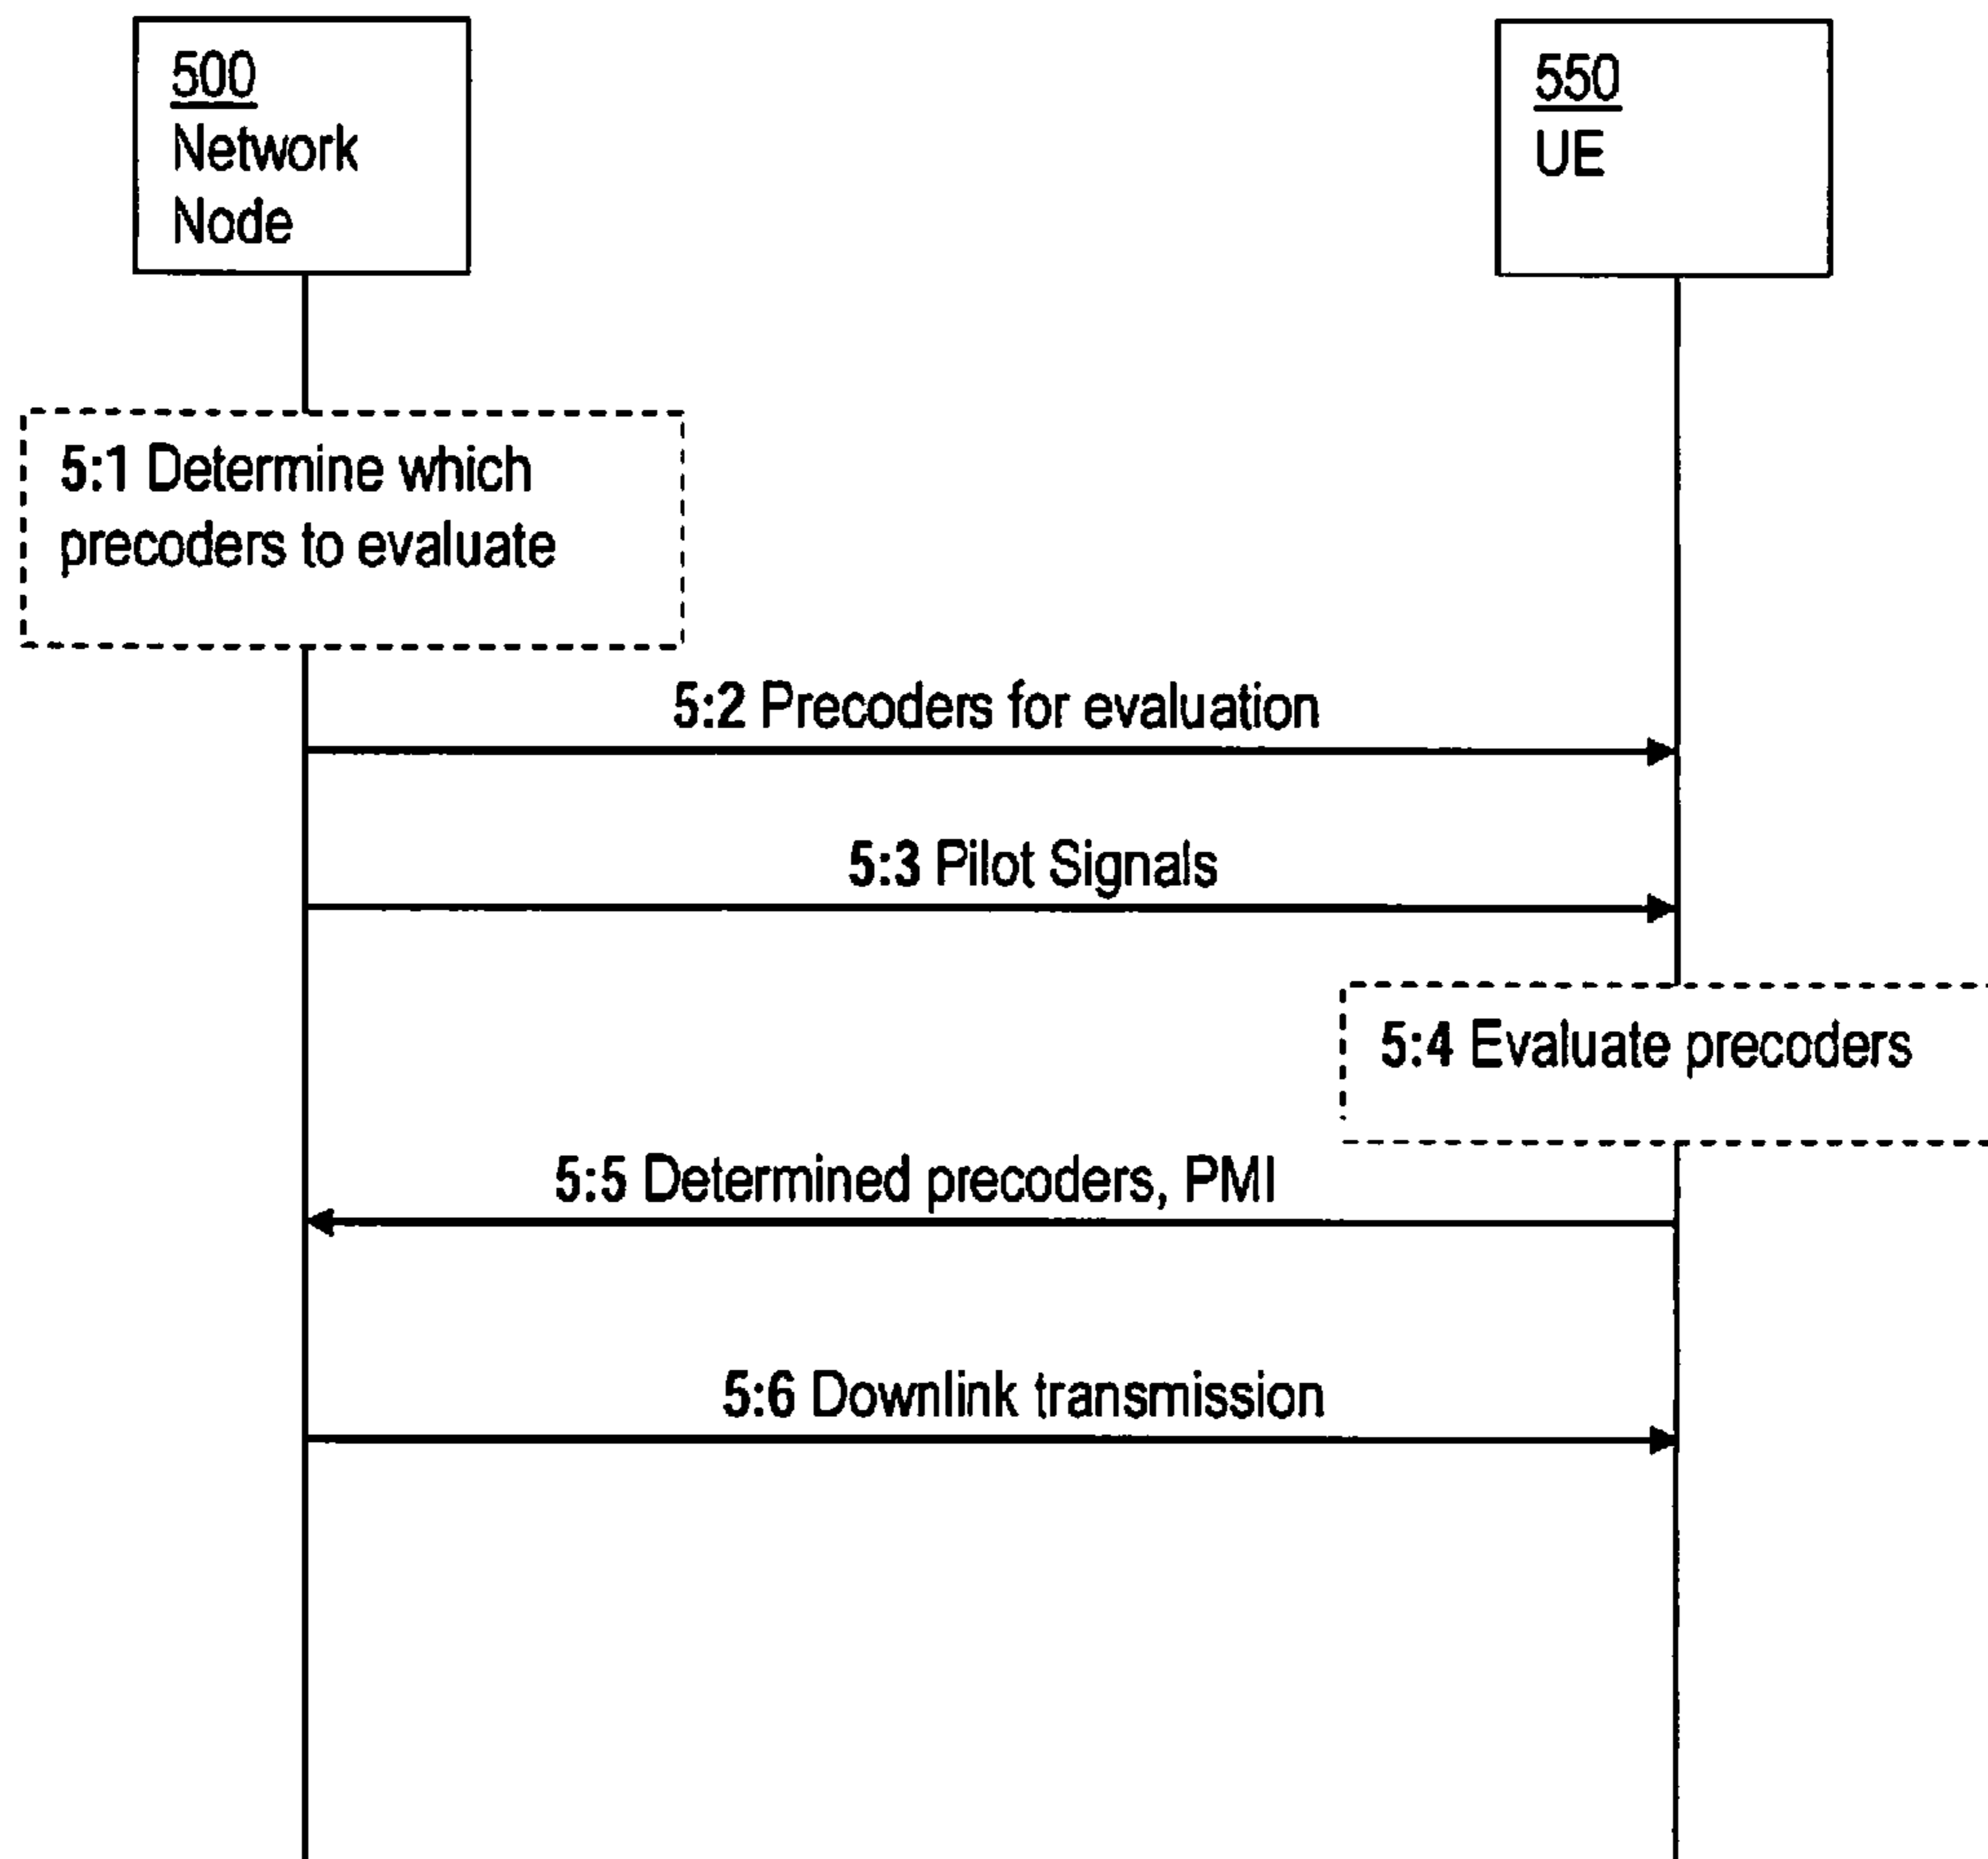 500
Network
Node
550
UE
5:1 Determine which
precoders to evaluate
5:2 Precoders for evaluation
5:3 Pilot Signals
5:4 Evaluate precoders
5:5 Determined precoders, PMI
5:6 Downlink transmission